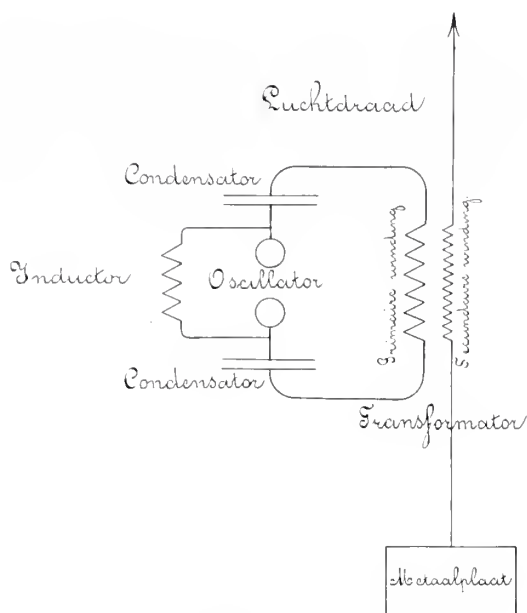 Luchtdraad
Condensator
Inductor
Oscillator
Primaire winding
Secundaire winding.
Condensator
Transformator
Metaalplaat